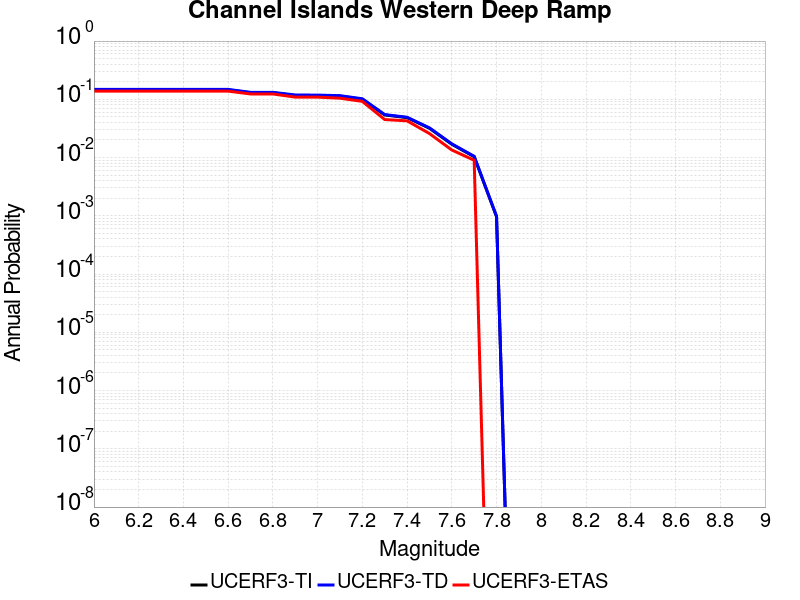 Channel Islands Western Deep Ramp
10^0
10^-1
10^-2
10^-3
10^-4
10^-5
10^-6
10^-7
10^-8
Annual Probability
6 6.2 6.4 6.6 6.8 7 7.2 7.4 7.6 7.8 8 8.2 8.4 8.6 8.8 9
Magnitude
UCERF3-TI UCERF3-TD UCERF3-ETAS